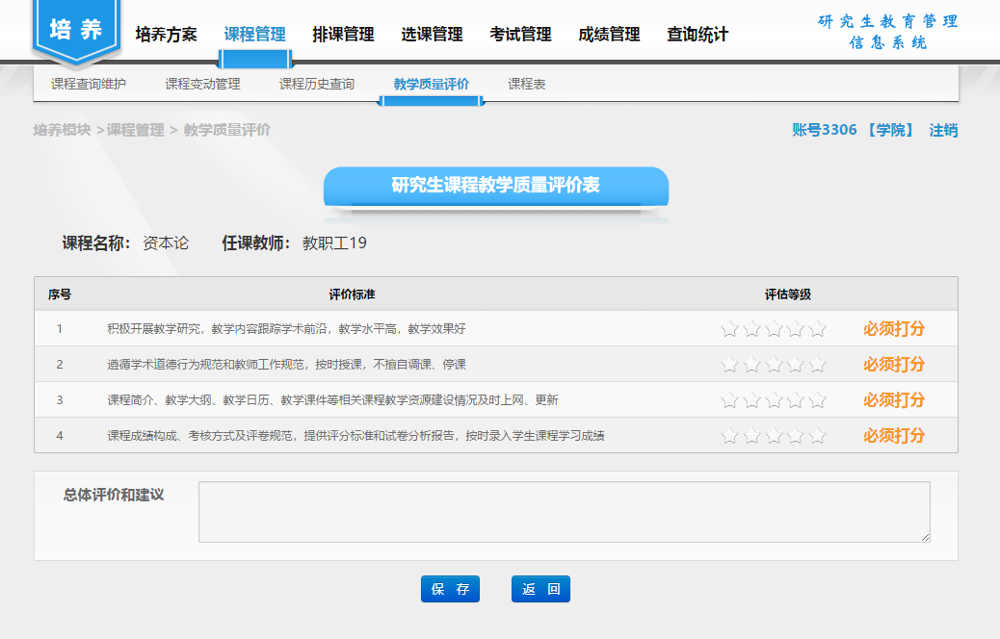 培养
培养方案 课程管理 排课管理 选课管理 考试管理 成绩管理 查询统计
研究生教育管理
信息系统
课程查询维护 课程变动管理 课程历史查询 教学质量评价 课程表
培养模块 >课程管理 > 教学质量评价
账号3306 【学院】 注销
研究生课程教学质量评价表
课程名称： 资本论 任课教师： 教职工19
序号 评价标准 评估等级
1 积极开展教学研究，教学内容跟踪学术前沿，教学水平高，教学效果好 必须打分
2 遵循学术道德行为规范和教师工作规范，按时授课，不擅自调课、停课 必须打分
3 课程简介、教学大纲、教学日历、教学课件等相关课程教学资源建设情况及时上网、更新 必须打分
4 课程成绩构成、考核方式及评卷规范，提供评分标准和试卷分析报告，按时录入学生课程学习成绩 必须打分
总体评价和建议
保 存 返 回